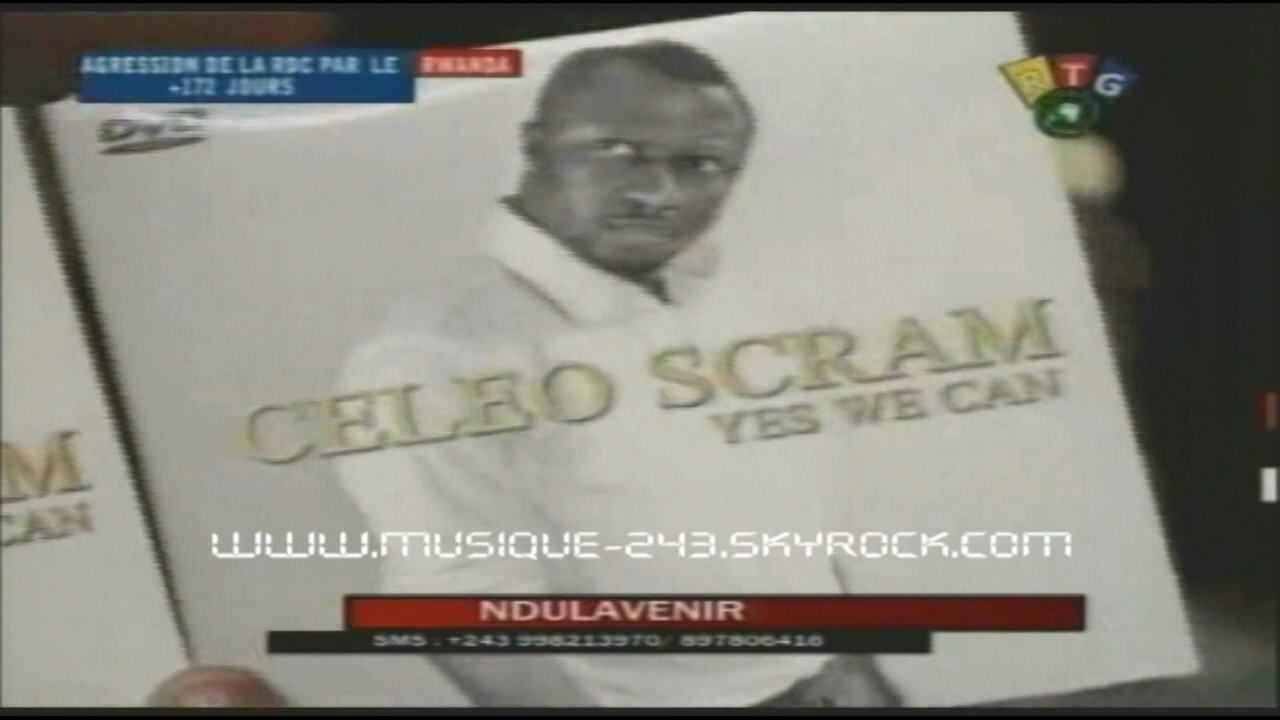 AGRESSION DE LA RDC PAR LE RWANDA
+172 JOURS
RTG
DVD
CELEO SCRAM
YES WE CAN
M
CAN
WWW.MUSIQUE-243.SKYROCK.COM
NDULAVENIR
SMS : +243 998213970/ 897806416